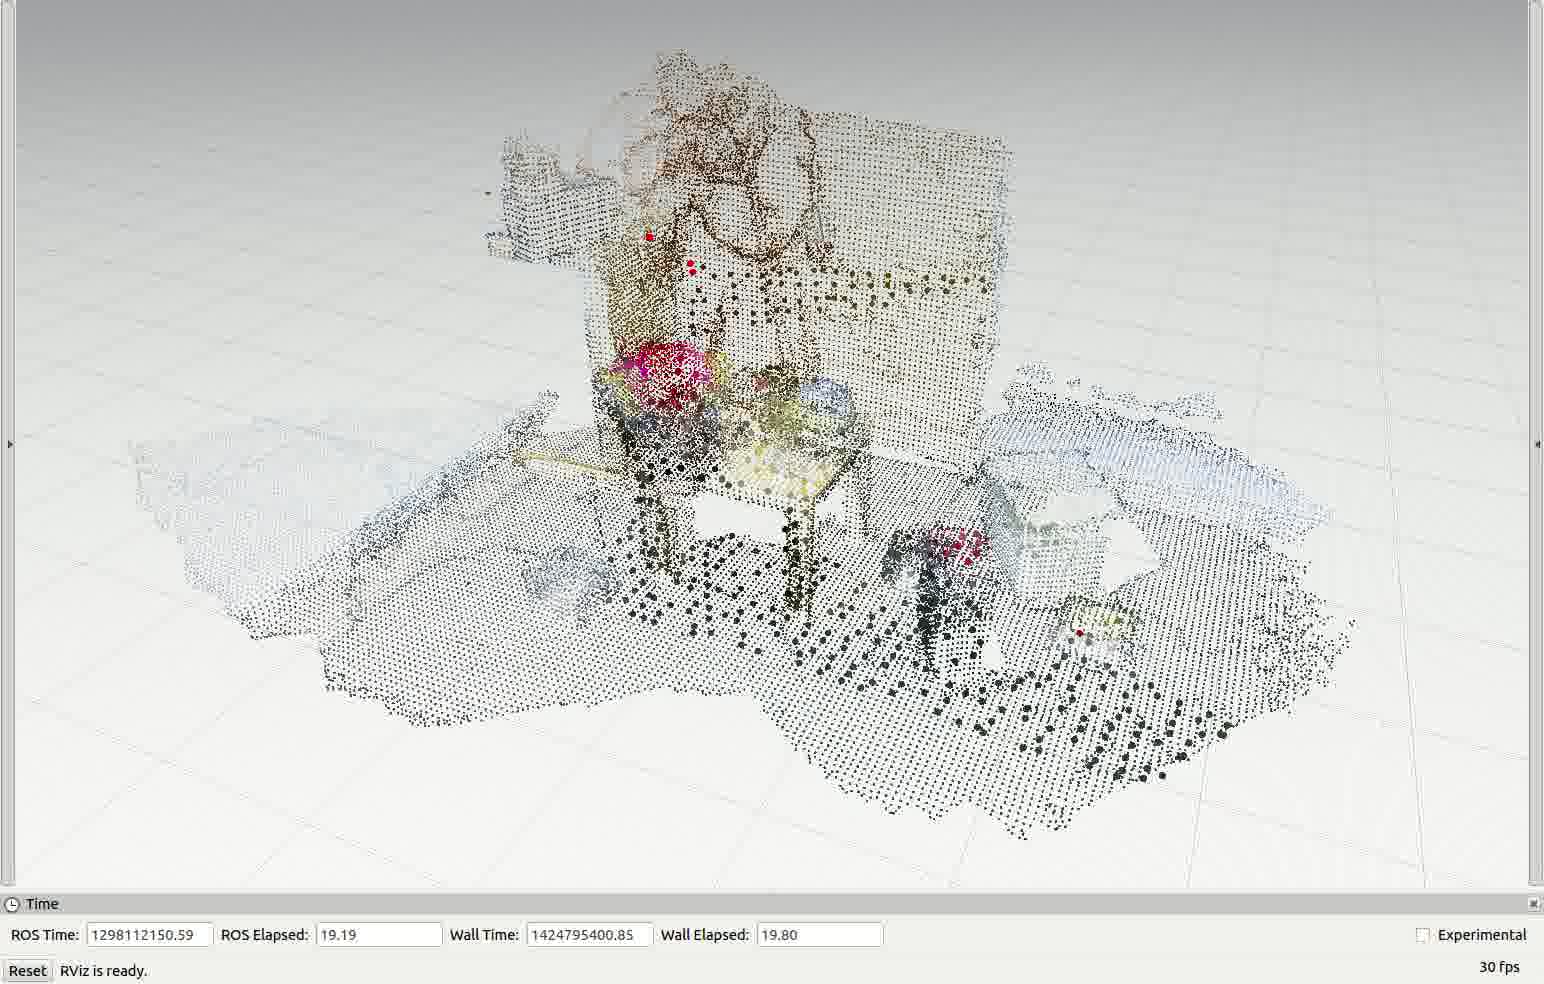 Time
ROS Time: 1298112150.59 ROS Elapsed: 19.19 Wall Time: 1424795400.85 Wall Elapsed: 19.80 Experimental
Reset RViz is ready. 30 fps